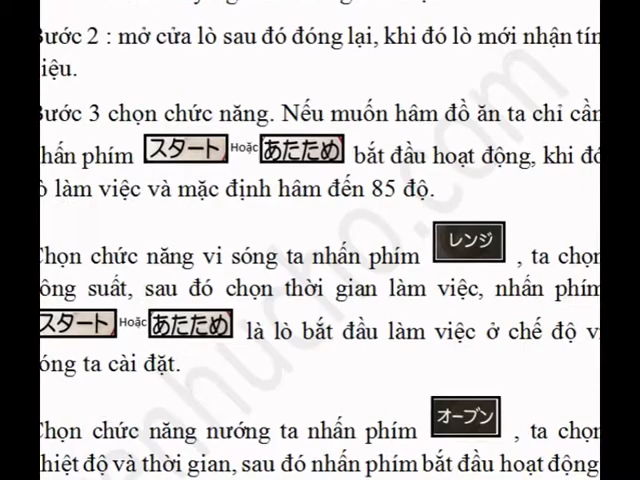 ước 2 : mở cửa lò sau đó đóng lại, khi đó lò mới nhận tín
iệu.
ước 3 chọn chức năng. Nếu muốn hâm đồ ăn ta chỉ cần
hấn phím スタート Hoặc あたため bắt đầu hoạt động, khi đó
ò làm việc và mặc định hâm đến 85 độ.
Chọn chức năng vi sóng ta nhấn phím レンジ , ta chọn
ông suất, sau đó chọn thời gian làm việc, nhấn phím
スタート Hoặc あたため là lò bắt đầu làm việc ở chế độ vi
óng ta cài đặt.
Chọn chức năng nướng ta nhấn phím オーブン , ta chọn
hiệt độ và thời gian, sau đó nhấn phím bắt đầu hoạt động